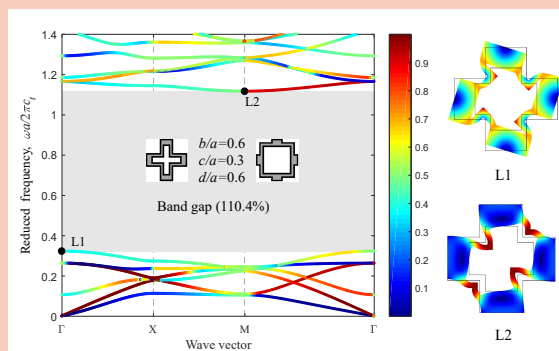 Reduced frequency, ωa/2πc_t
1.4
1.2
1
0.8
0.6
0.4
0.2
0
L2
b/a=0.6
c/a=0.3
d/a=0.6
Band gap (110.4%)
L1
Γ
X
M
Γ
Wave vector
0.9
0.8
0.7
0.6
0.5
0.4
0.3
0.2
0.1
L1
L2